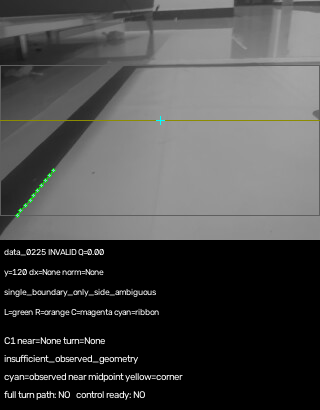 data_0225 INVALID Q=0.00
y=120 dx=None norm=None
single_boundary_only_side_ambiguous
L=green R=orange C=magenta cyan=ribbon
C1 near=None turn=None
insufficient_observed_geometry
cyan=observed near midpoint yellow=corner
full turn path: NO control ready: NO